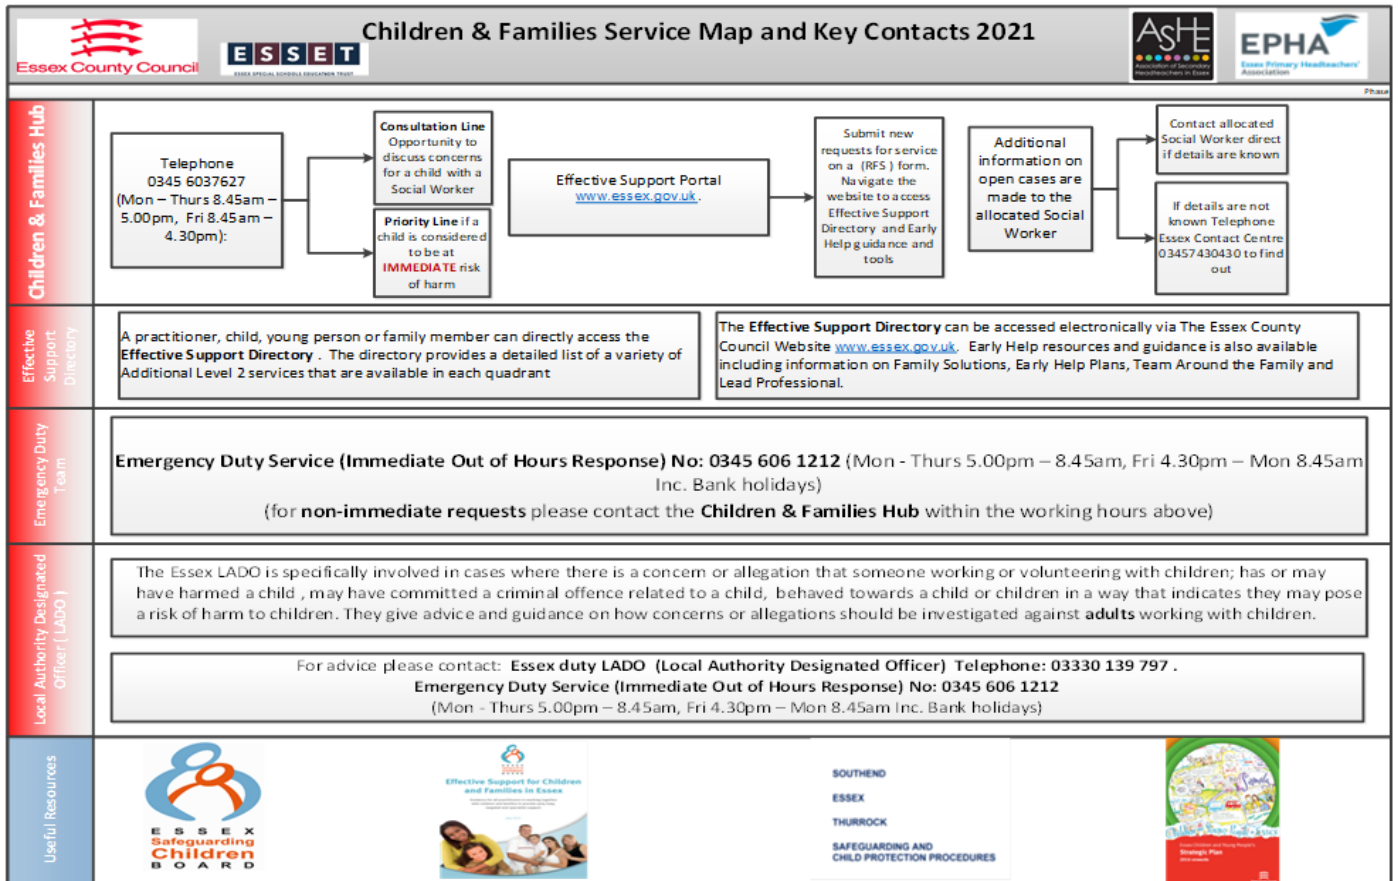 Children & Families Service Map and Key Contacts 2021
Essex County Council
ESSET
ESSEX SPECIAL SCHOOLS EDUCATION TRUST
ASHE
Association of Secondary
Headteachers in Essex
EPHA
Essex Primary Headteachers'
Association
Phase
Children & Families Hub
Telephone
0345 6037627
(Mon – Thurs 8.45am –
5.00pm, Fri 8.45am –
4.30pm):
Consultation Line
Opportunity to
discuss concerns
for a child with a
Social Worker
Priority Line if a
child is considered
to be at
IMMEDIATE risk
of harm
Effective Support Portal
www.essex.gov.uk .
Submit new
requests for service
on a (RFS ) form.
Navigate the
website to access
Effective Support
Directory and Early
Help guidance and
tools
Additional
information on
open cases are
made to the
allocated Social
Worker
Contact allocated
Social Worker direct
if details are known
If details are not
known Telephone
Essex Contact Centre
03457430430 to find
out
Effective
Support
Directory
A practitioner, child, young person or family member can directly access the
Effective Support Directory . The directory provides a detailed list of a variety of
Additional Level 2 services that are available in each quadrant
The Effective Support Directory can be accessed electronically via The Essex County
Council Website www.essex.gov.uk. Early Help resources and guidance is also available
including information on Family Solutions, Early Help Plans, Team Around the Family and
Lead Professional.
Emergency Duty
Team
Emergency Duty Service (Immediate Out of Hours Response) No: 0345 606 1212 (Mon - Thurs 5.00pm – 8.45am, Fri 4.30pm – Mon 8.45am
Inc. Bank holidays)
(for non-immediate requests please contact the Children & Families Hub within the working hours above)
Local Authority Designated
Officer ( LADO )
The Essex LADO is specifically involved in cases where there is a concern or allegation that someone working or volunteering with children; has or may
have harmed a child , may have committed a criminal offence related to a child, behaved towards a child or children in a way that indicates they may pose
a risk of harm to children. They give advice and guidance on how concerns or allegations should be investigated against adults working with children.
For advice please contact: Essex duty LADO (Local Authority Designated Officer) Telephone: 03330 139 797 .
Emergency Duty Service (Immediate Out of Hours Response) No: 0345 606 1212
(Mon - Thurs 5.00pm – 8.45am, Fri 4.30pm – Mon 8.45am Inc. Bank holidays)
Useful Resources
ESSEX
Safeguarding
Children
BOARD
Effective Support for Children
and Families in Essex
SOUTHEND
ESSEX
THURROCK
SAFEGUARDING AND
CHILD PROTECTION PROCEDURES
Essex Children and Young People's
Strategic Plan